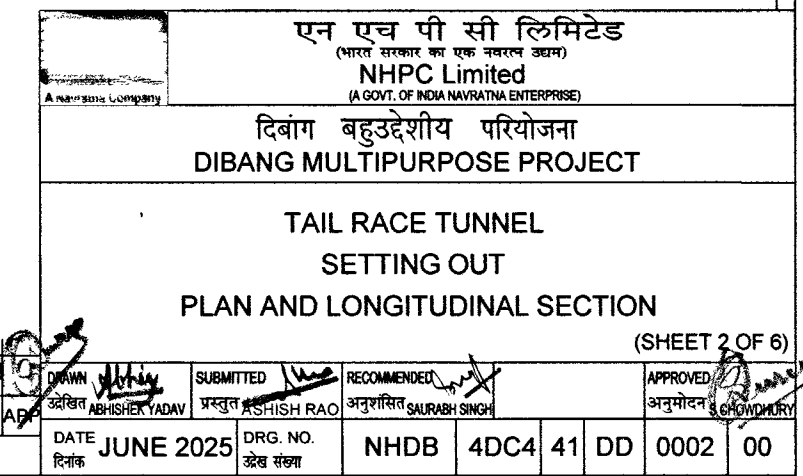 एन एच पी सी लिमिटेड
(भारत सरकार का एक नवरत्न उद्यम)
NHPC Limited
(A GOVT. OF INDIA NAVRATNA ENTERPRISE)
A Navratna Company
दिबांग बहुउद्देशीय परियोजना
DIBANG MULTIPURPOSE PROJECT
TAIL RACE TUNNEL
SETTING OUT
PLAN AND LONGITUDINAL SECTION
(SHEET 2 OF 6)
DRAWN SUBMITTED RECOMMENDED APPROVED
उद्रेखित ABHISHEK YADAV प्रस्तुत ASHISH RAO अनुशंसित SAURABH SINGH अनुमोदन S CHOWDHURY
APP
DATE JUNE 2025 DRG. NO. NHDB 4DC4 41 DD 0002 00
दिनांक उद्रेख संख्या